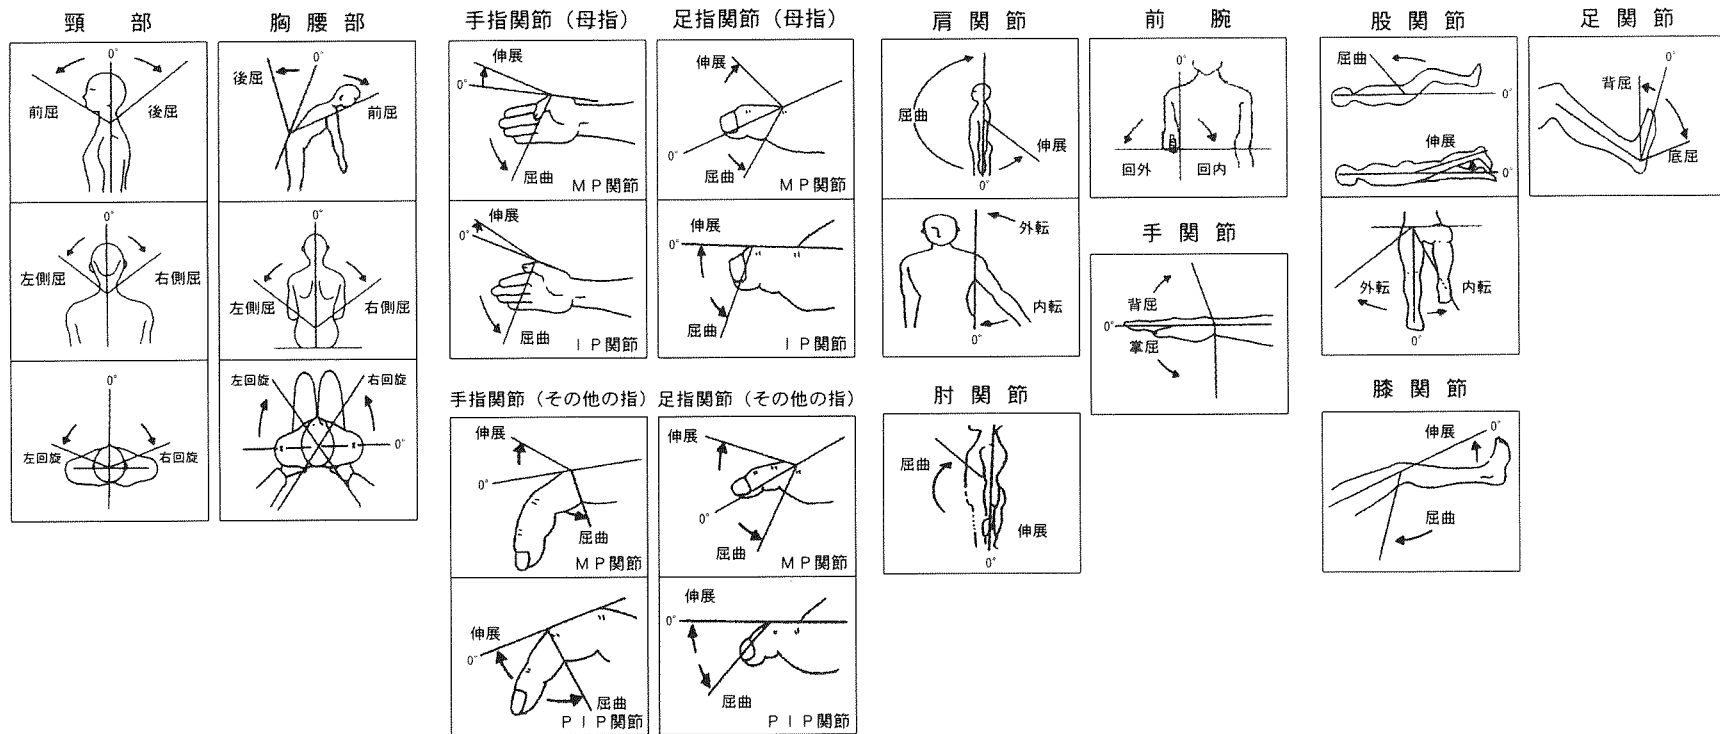 頸部
0°
前屈
後屈
0°
左側屈
右側屈
0°
左回旋
右回旋
胸腰部
0°
後屈
前屈
0°
左側屈
右側屈
左回旋
右回旋
0°
手指関節（母指）
伸展
0°
屈曲
MP関節
伸展
0°
屈曲
IP関節
足指関節（母指）
伸展
0°
屈曲
MP関節
伸展
0°
屈曲
IP関節
手指関節（その他の指）
伸展
0°
屈曲
MP関節
伸展
0°
屈曲
PIP関節
足指関節（その他の指）
伸展
0°
屈曲
MP関節
伸展
0°
屈曲
PIP関節
肩関節
屈曲
伸展
0°
外転
内転
0°
肘関節
屈曲
伸展
0°
前腕
0°
回外
回内
手関節
背屈
0°
掌屈
股関節
屈曲
0°
伸展
0°
外転
内転
0°
膝関節
伸展
0°
屈曲
足関節
0°
背屈
底屈